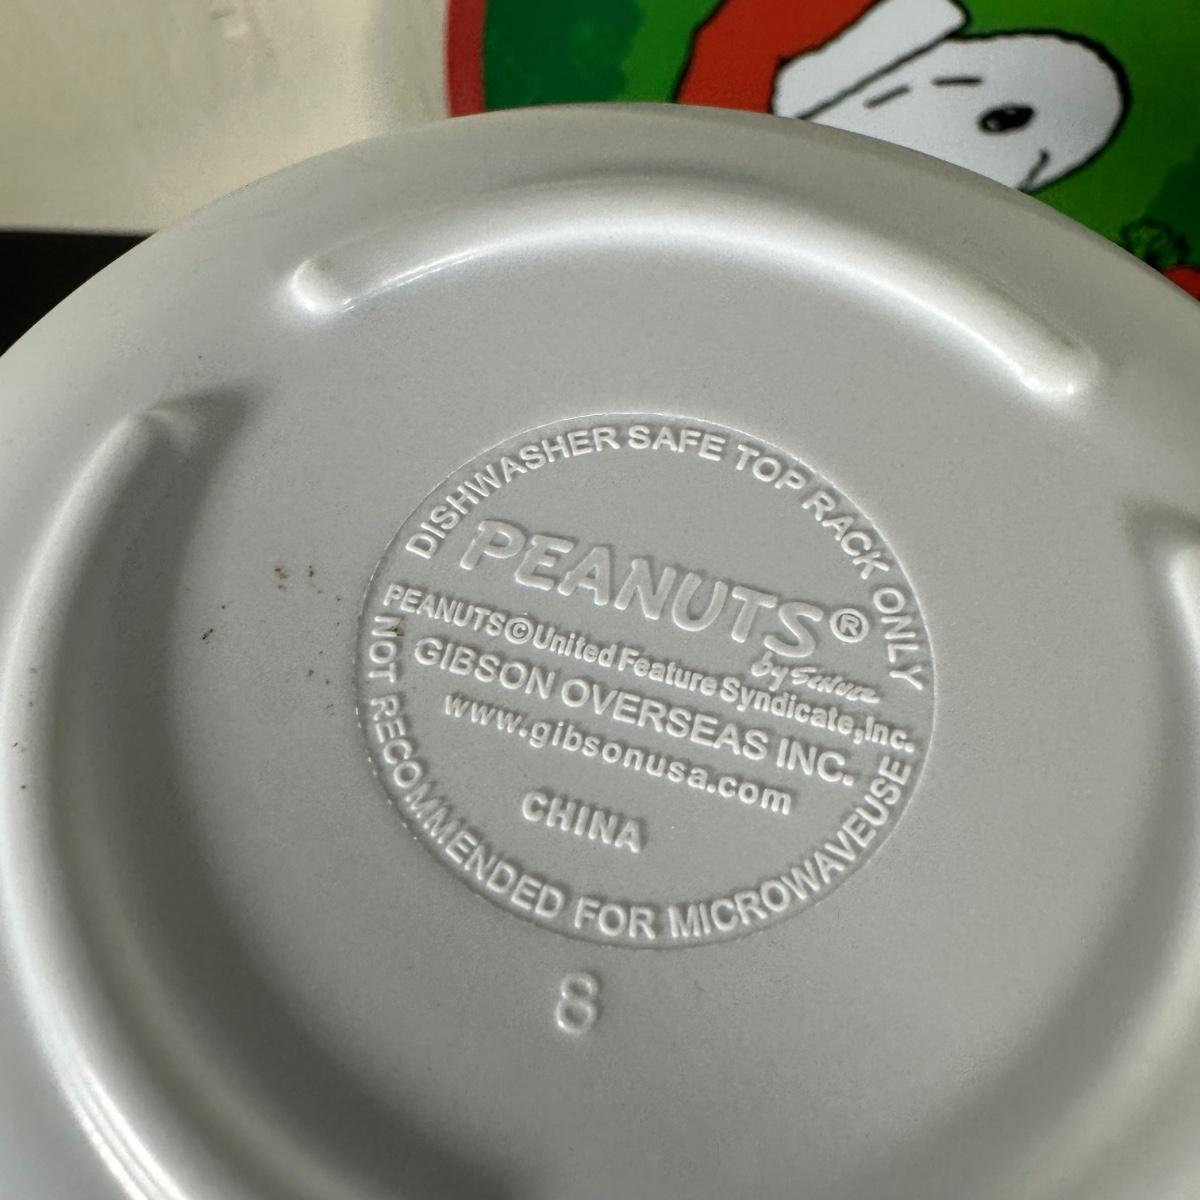 DISHWASHER SAFE TOP RACK ONLY
PEANUTS®
by Schulz
PEANUTS©United Feature Syndicate,Inc.
GIBSON OVERSEAS INC.
www.gibsonusa.com
CHINA
NOT RECOMMENDED FOR MICROWAVEUSE
8